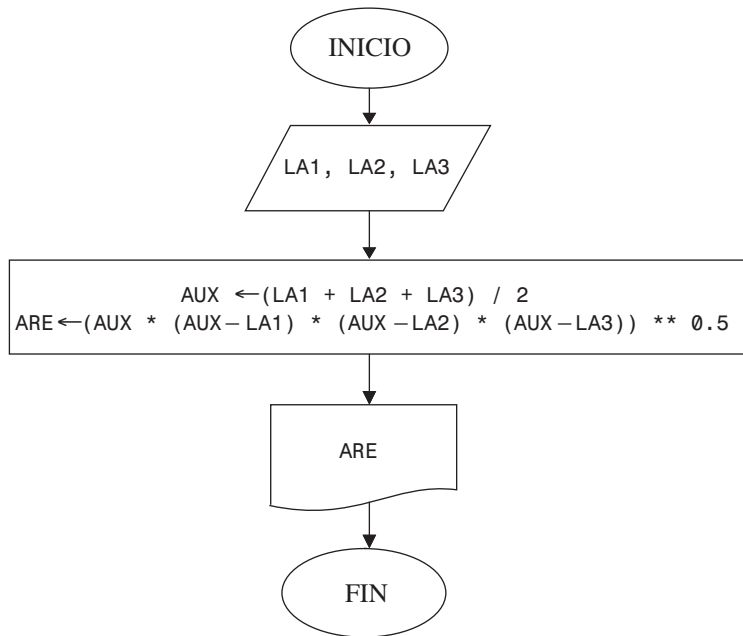 INICIO
LA1, LA2, LA3
AUX ←(LA1 + LA2 + LA3) / 2
ARE←(AUX * (AUX–LA1) * (AUX –LA2) * (AUX–LA3)) ** 0.5
ARE
FIN